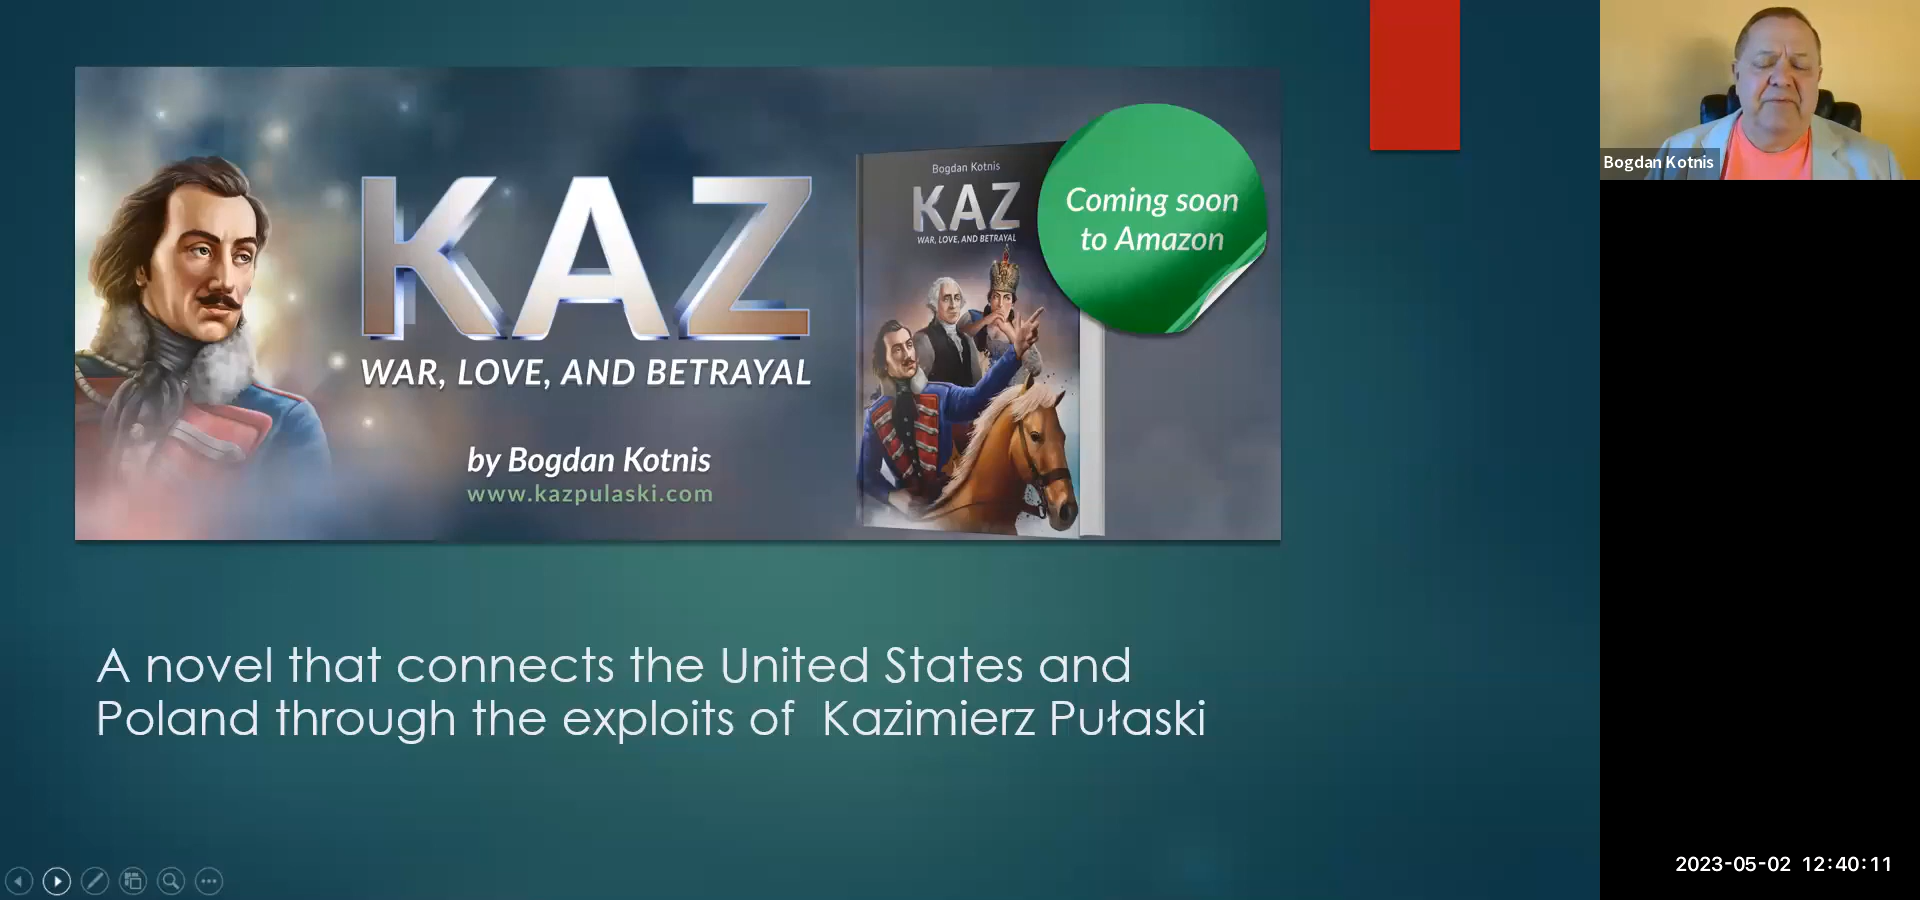 KAZ
WAR, LOVE, AND BETRAYAL
by Bogdan Kotnis
www.kazpulaski.com
Bogdan Kotnis
KAZ
WAR, LOVE, AND BETRAYAL
Coming soon
to Amazon
A novel that connects the United States and
Poland through the exploits of  Kazimierz Pułaski
Bogdan Kotnis
2023-05-02 12:40:11